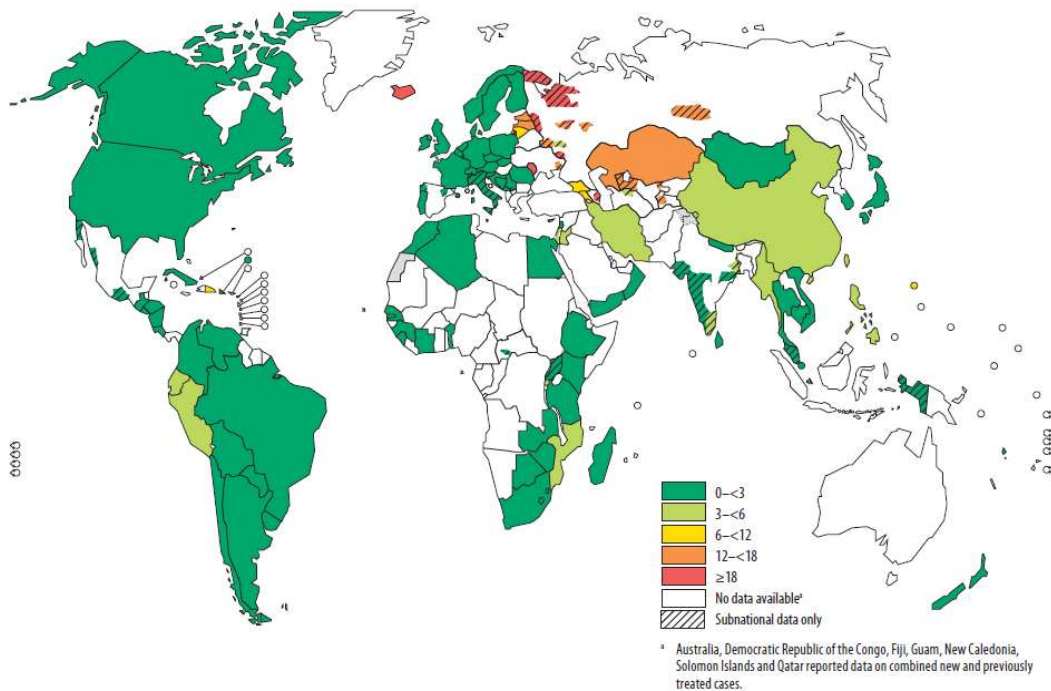 0–<3
3–<6
6–<12
12–<18
≥18
No data availableᵃ
Subnational data only
ᵃ Australia, Democratic Republic of the Congo, Fiji, Guam, New Caledonia,
Solomon Islands and Qatar reported data on combined new and previously
treated cases.